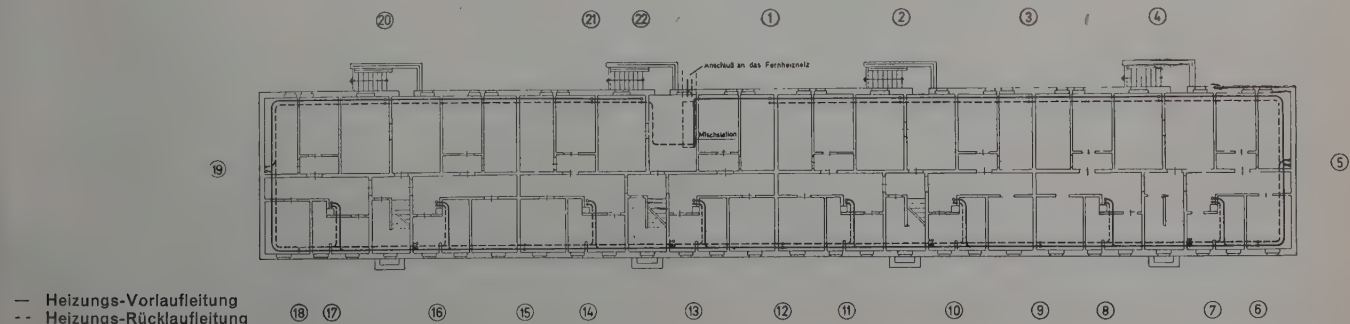 20 21 22 1 2 3 4
Anschluß an das Fernheiznetz
Mischstation
19 5
— Heizungs-Vorlaufleitung
-- Heizungs-Rücklaufleitung
18 17 16 15 14 13 12 11 10 9 8 7 6